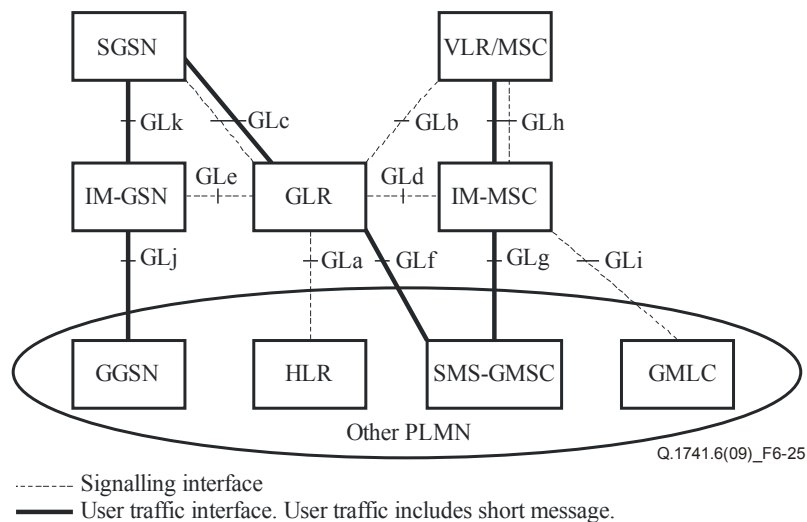 SGSN
VLR/MSC
GLk
GLc
GLb
GLh
IM-GSN
GLe
GLR
GLd
IM-MSC
GLj
GLa
GLf
GLg
GLi
GGSN
HLR
SMS-GMSC
GMLC
Other PLMN
Q.1741.6(09)_F6-25
Signalling interface
User traffic interface. User traffic includes short message.